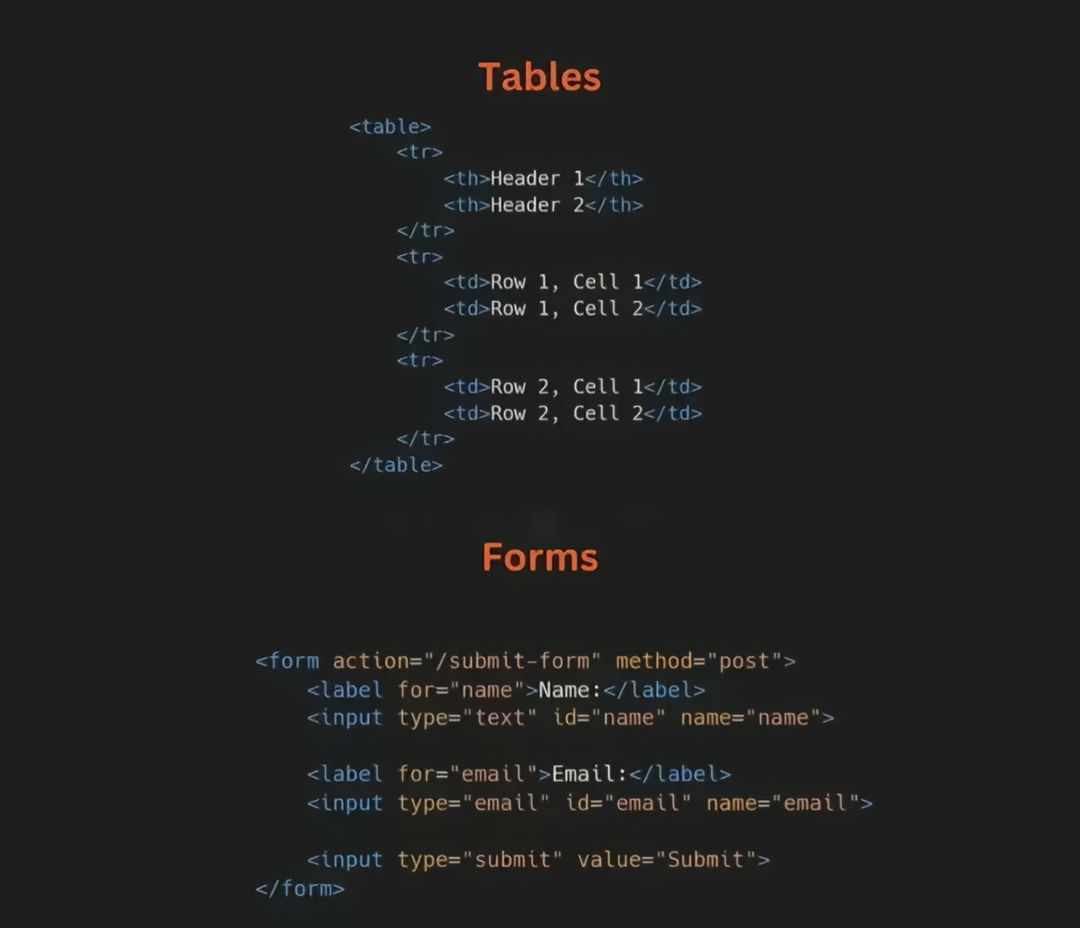 Tables
<table>
<tr>
<th>Header 1</th>
<th>Header 2</th>
</tr>
<tr>
<td>Row 1, Cell 1</td>
<td>Row 1, Cell 2</td>
</tr>
<tr>
<td>Row 2, Cell 1</td>
<td>Row 2, Cell 2</td>
</tr>
</table>
Forms
<form action="/submit-form" method="post">
<label for="name">Name:</label>
<input type="text" id="name" name="name">
<label for="email">Email:</label>
<input type="email" id="email" name="email">
<input type="submit" value="Submit">
</form>